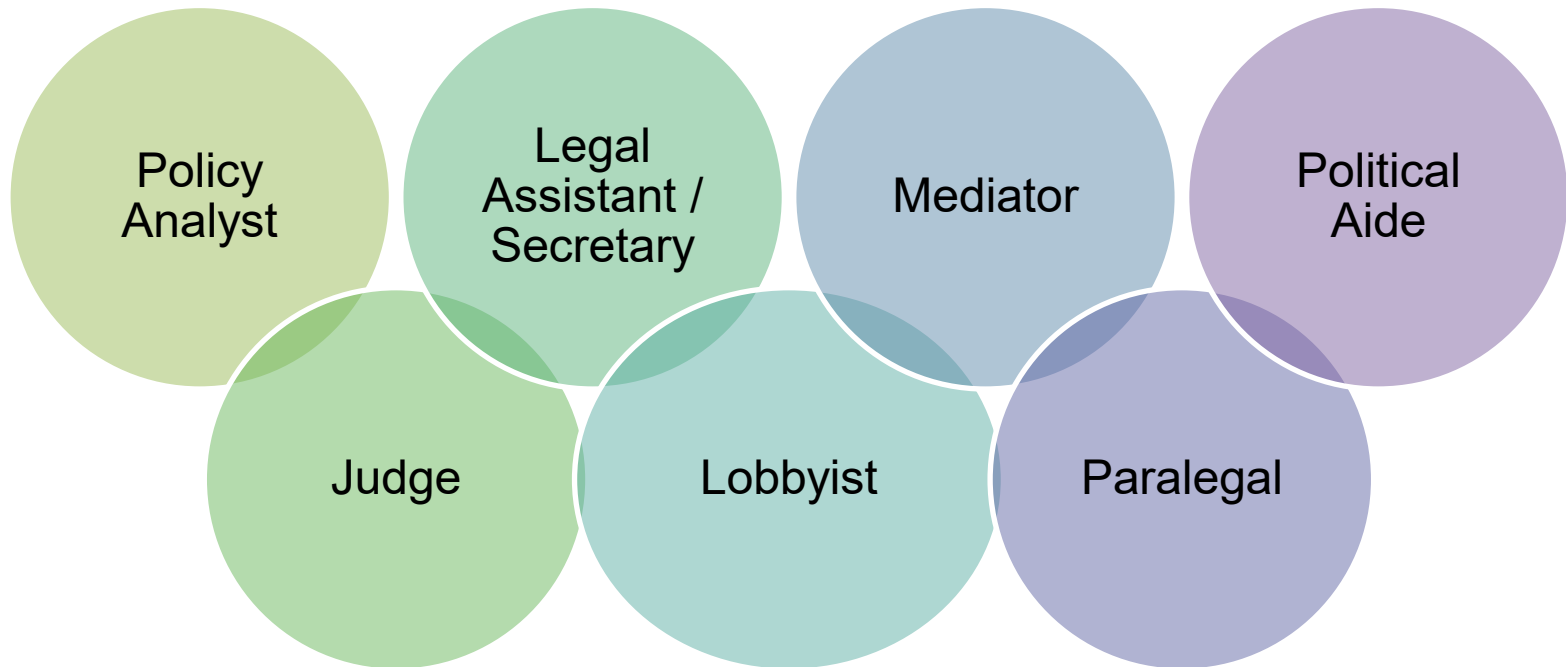 Policy
Analyst
Legal
Assistant /
Secretary
Mediator
Political
Aide
Judge
Lobbyist
Paralegal